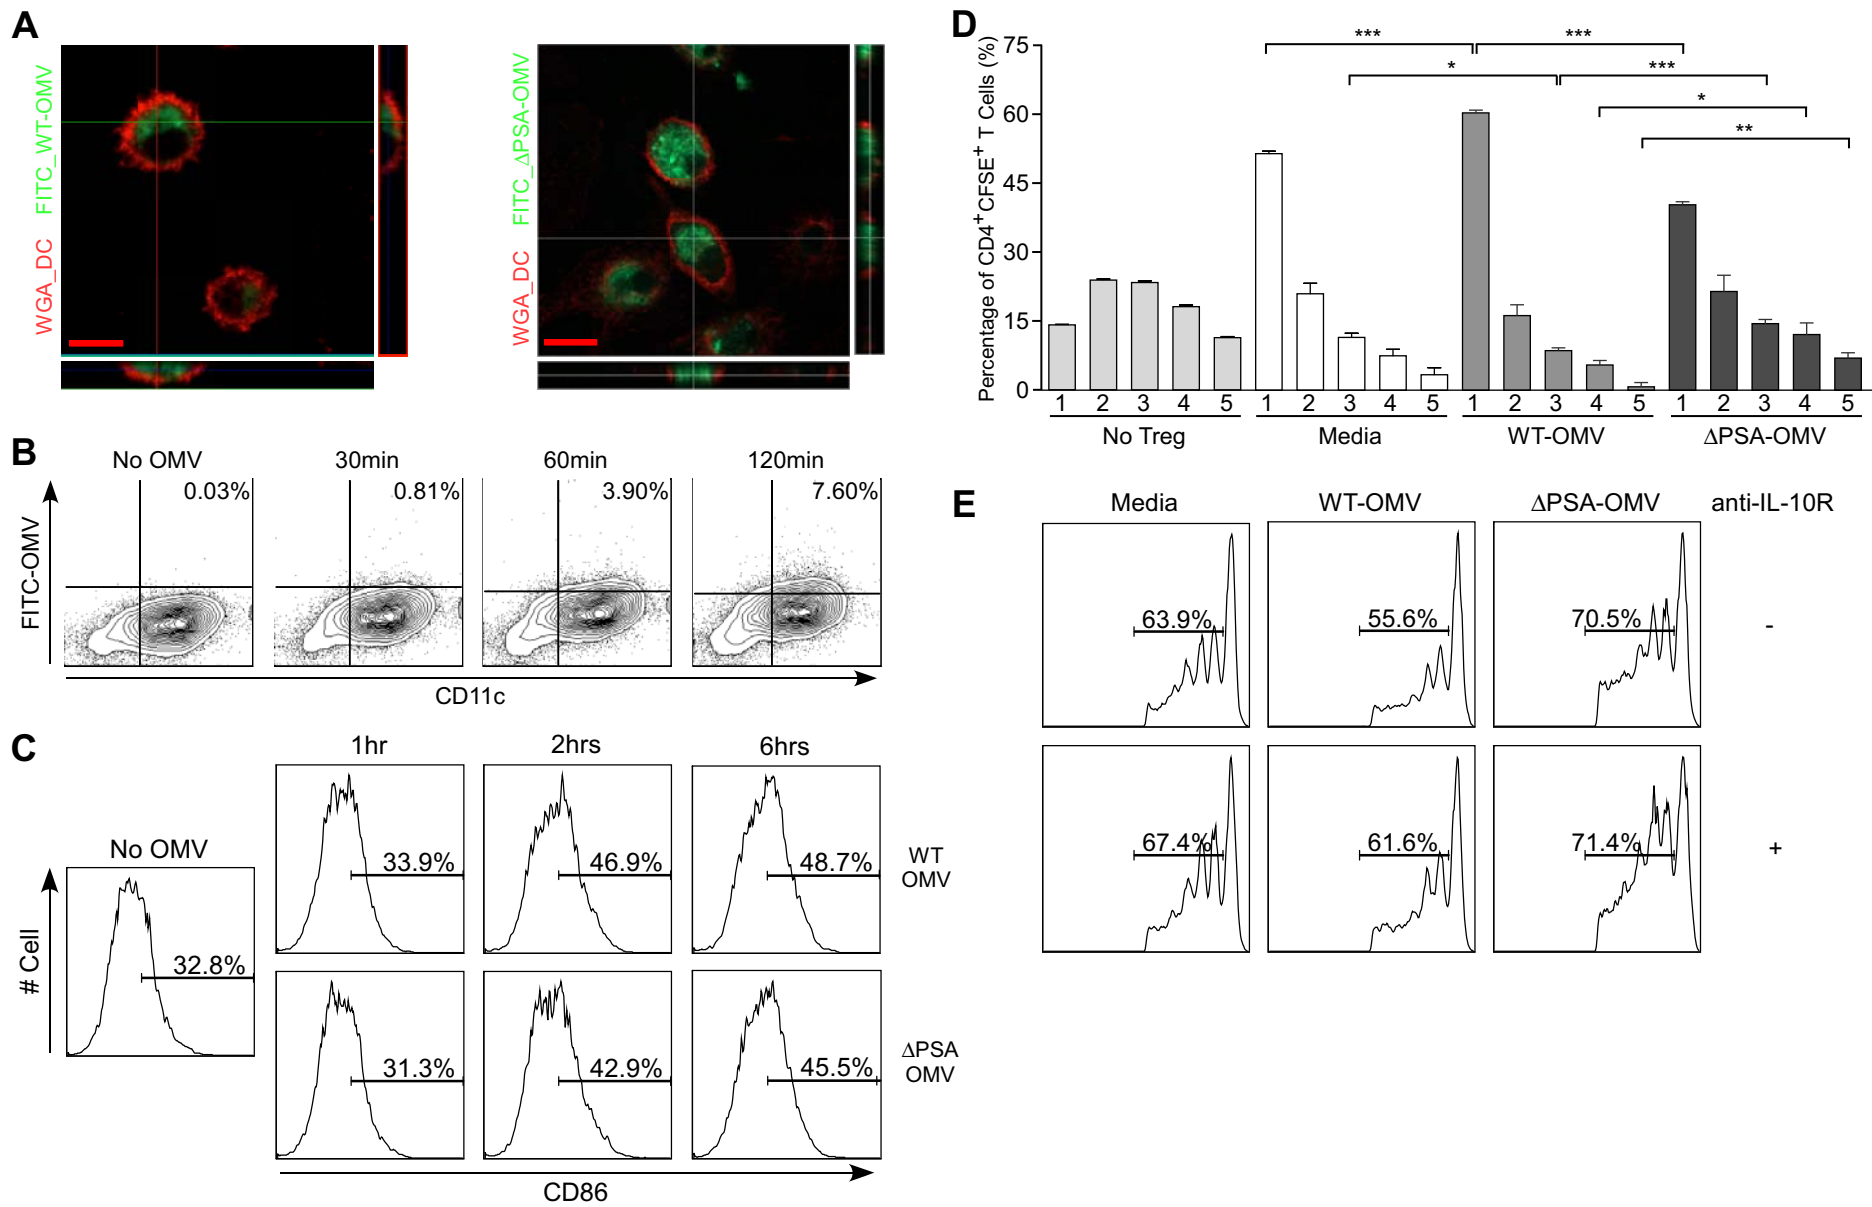 A
FITC_WT-OMV
WGA_DC
FITC_ΔPSA-OMV
WGA_DC
B
No OMV
30min
60min
120min
0.03%
0.81%
3.90%
7.60%
FITC-OMV
CD11c
C
1hr
2hrs
6hrs
No OMV
33.9%
46.9%
48.7%
WT
OMV
# Cell
32.8%
31.3%
42.9%
45.5%
ΔPSA
OMV
CD86
D
Percentage of CD4+CFSE+ T Cells (%)
75
60
45
30
15
0
*** ***
* ***
*
**
1 2 3 4 5 1 2 3 4 5 1 2 3 4 5 1 2 3 4 5
No Treg
Media
WT-OMV
ΔPSA-OMV
E
Media
WT-OMV
ΔPSA-OMV
anti-IL-10R
63.9%
55.6%
70.5%
-
67.4%
61.6%
71.4%
+